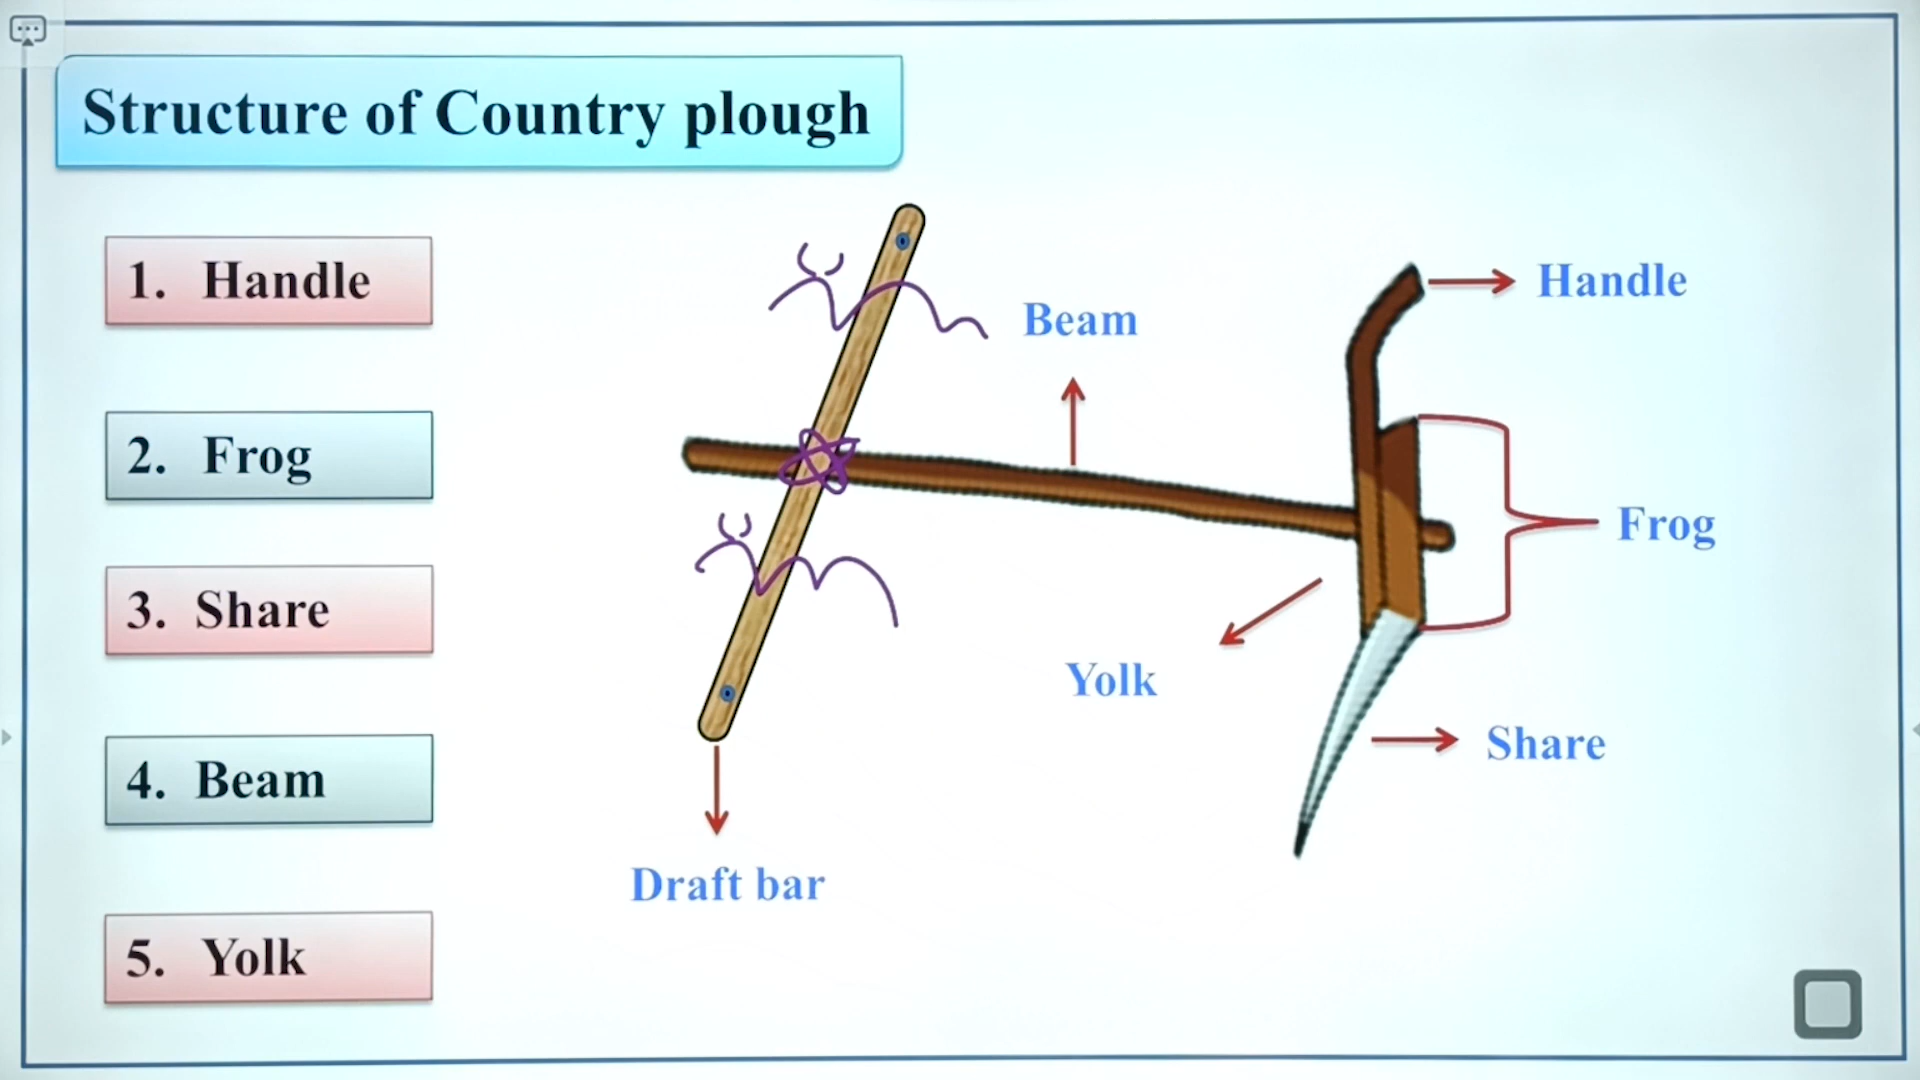 Structure of Country plough
1. Handle
2. Frog
3. Share
4. Beam
5. Yolk
Beam
Handle
Frog
Yolk
Share
Draft bar